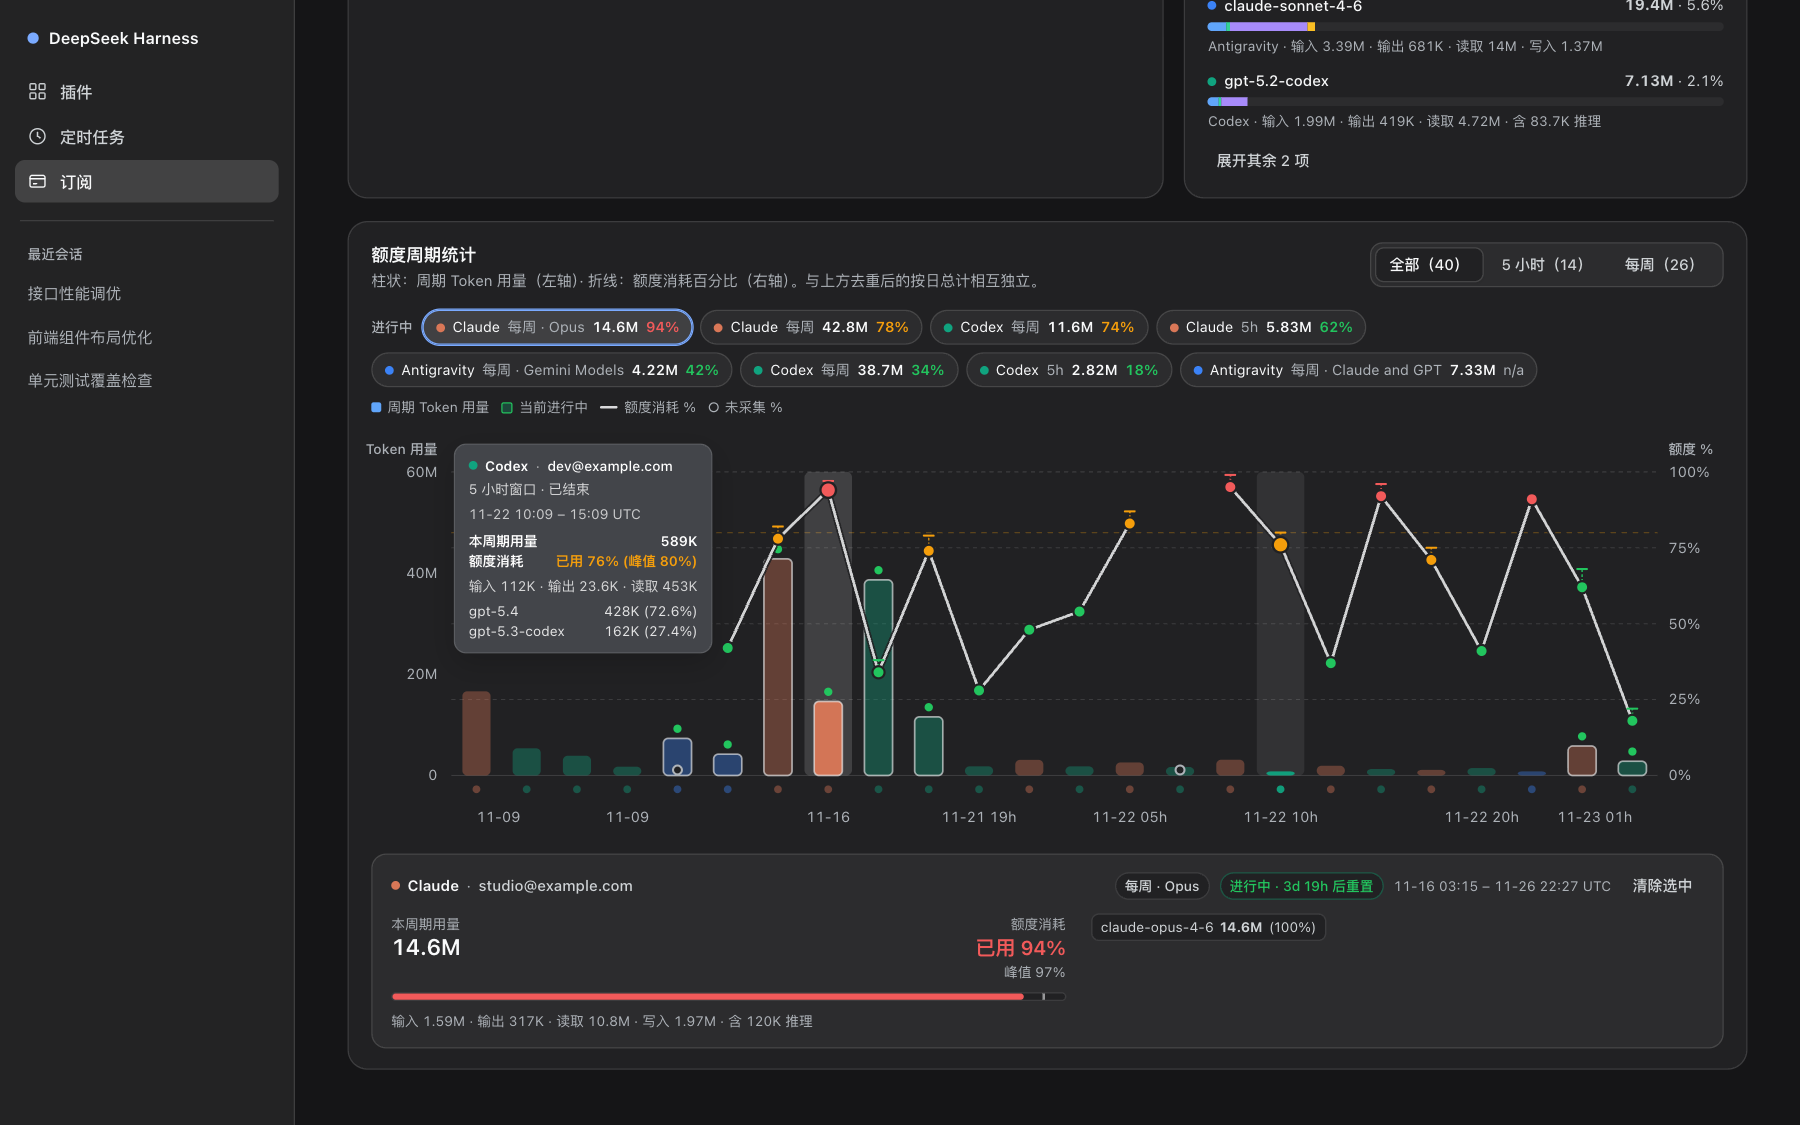 DeepSeek Harness
插件
定时任务
订阅
最近会话
接口性能调优
前端组件布局优化
单元测试覆盖检查
claude-sonnet-4-6 19.4M · 5.6%
Antigravity · 输入 3.39M · 输出 681K · 读取 14M · 写入 1.37M
gpt-5.2-codex 7.13M · 2.1%
Codex · 输入 1.99M · 输出 419K · 读取 4.72M · 含 83.7K 推理
展开其余 2 项
额度周期统计
柱状：周期 Token 用量（左轴）· 折线：额度消耗百分比（右轴）。与上方去重后的按日总计相互独立。
全部（40） 5 小时（14） 每周（26）
进行中 Claude 每周 · Opus 14.6M 94% Claude 每周 42.8M 78% Codex 每周 11.6M 74% Claude 5h 5.83M 62%
Antigravity 每周 · Gemini Models 4.22M 42% Codex 每周 38.7M 34% Codex 5h 2.82M 18% Antigravity 每周 · Claude and GPT 7.33M n/a
周期 Token 用量 当前进行中 额度消耗 % 未采集 %
Token 用量 额度 %
60M
40M
20M
0
100%
75%
50%
25%
0%
Codex · dev@example.com
5 小时窗口 · 已结束
11-22 10:09 – 15:09 UTC
本周期用量 589K
额度消耗 已用 76% (峰值 80%)
输入 112K · 输出 23.6K · 读取 453K
gpt-5.4 428K (72.6%)
gpt-5.3-codex 162K (27.4%)
11-09 11-09 11-16 11-21 19h 11-22 05h 11-22 10h 11-22 20h 11-23 01h
Claude · studio@example.com
每周 · Opus 进行中 · 3d 19h 后重置 11-16 03:15 – 11-26 22:27 UTC 清除选中
本周期用量 额度消耗
14.6M 已用 94%
峰值 97%
claude-opus-4-6 14.6M (100%)
输入 1.59M · 输出 317K · 读取 10.8M · 写入 1.97M · 含 120K 推理